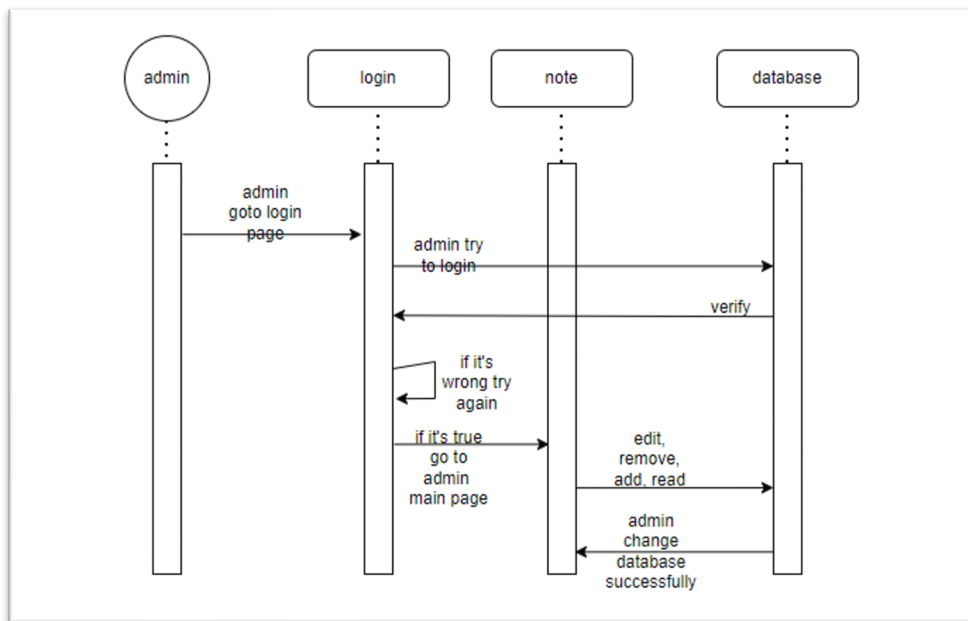 admin
login
note
database
admin
goto login
page
admin try
to login
verify
if it's
wrong try
again
if it's true
go to
admin
main page
edit,
remove,
add, read
admin
change
database
successfully